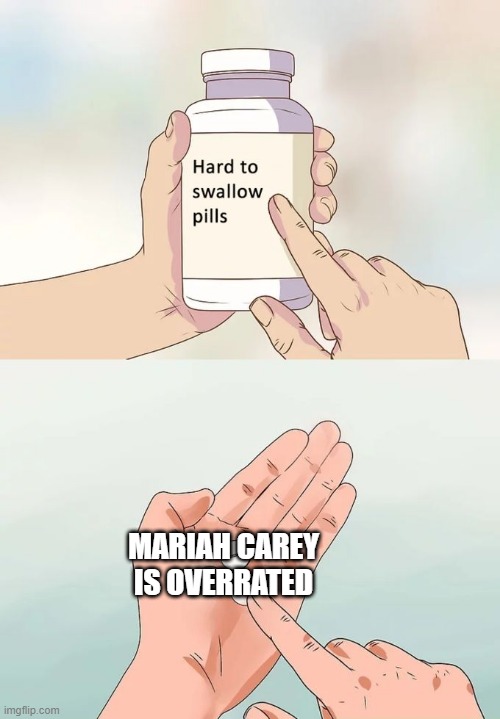 Hard to
swallow
pills
MARIAH CAREY
IS OVERRATED
imgflip.com